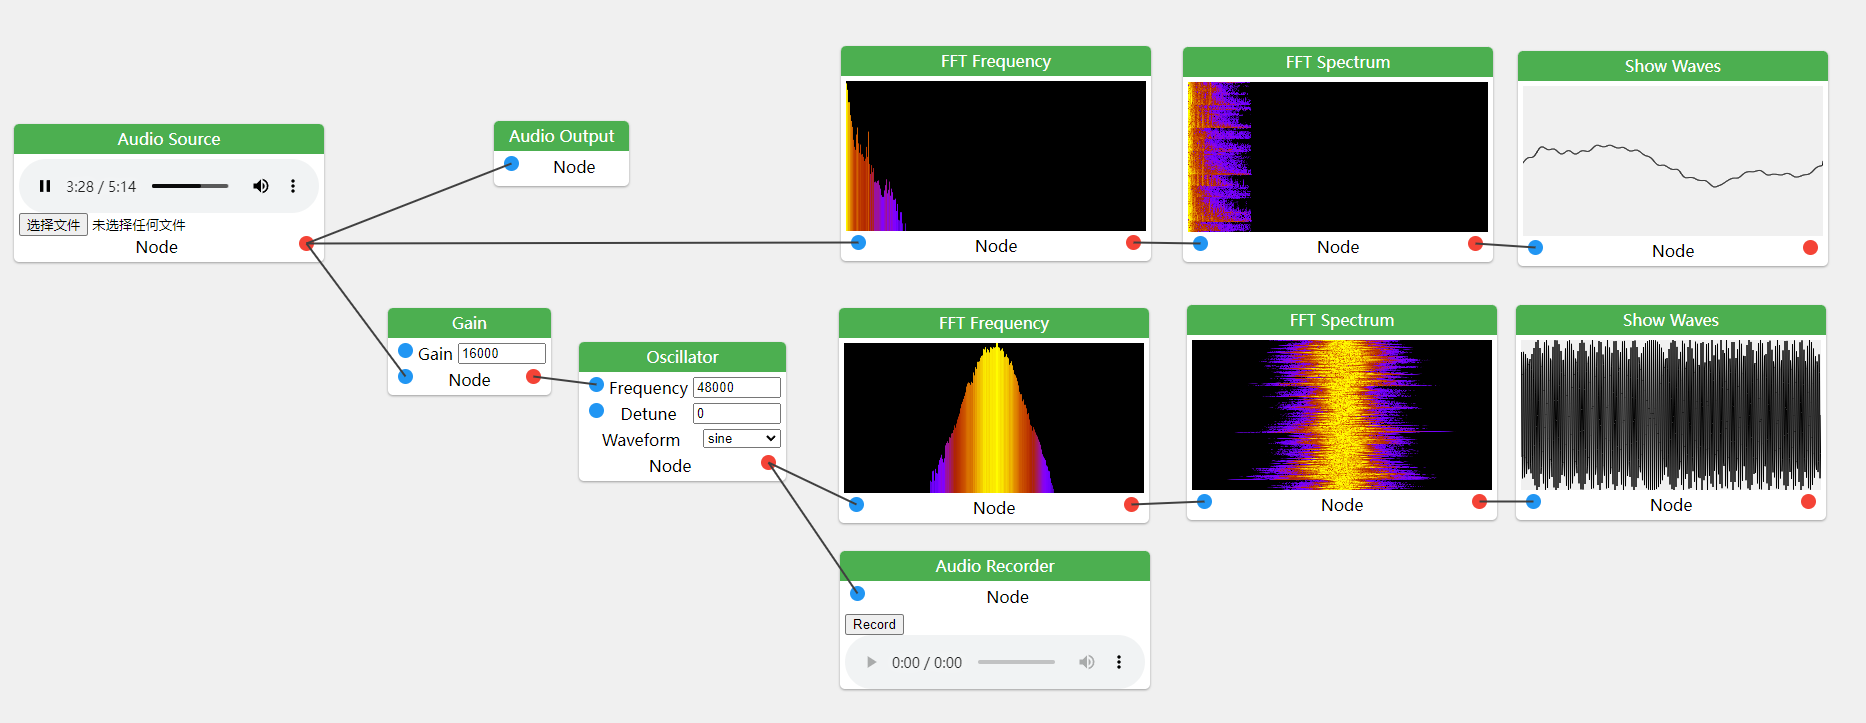 Audio Source
3:28 / 5:14
选择文件 未选择任何文件
Node
Audio Output
Node
FFT Frequency
Node
FFT Spectrum
Node
Show Waves
Node
Gain
Gain 16000
Node
Oscillator
Frequency 48000
Detune 0
Waveform sine
Node
FFT Frequency
Node
FFT Spectrum
Node
Show Waves
Node
Audio Recorder
Node
Record
0:00 / 0:00